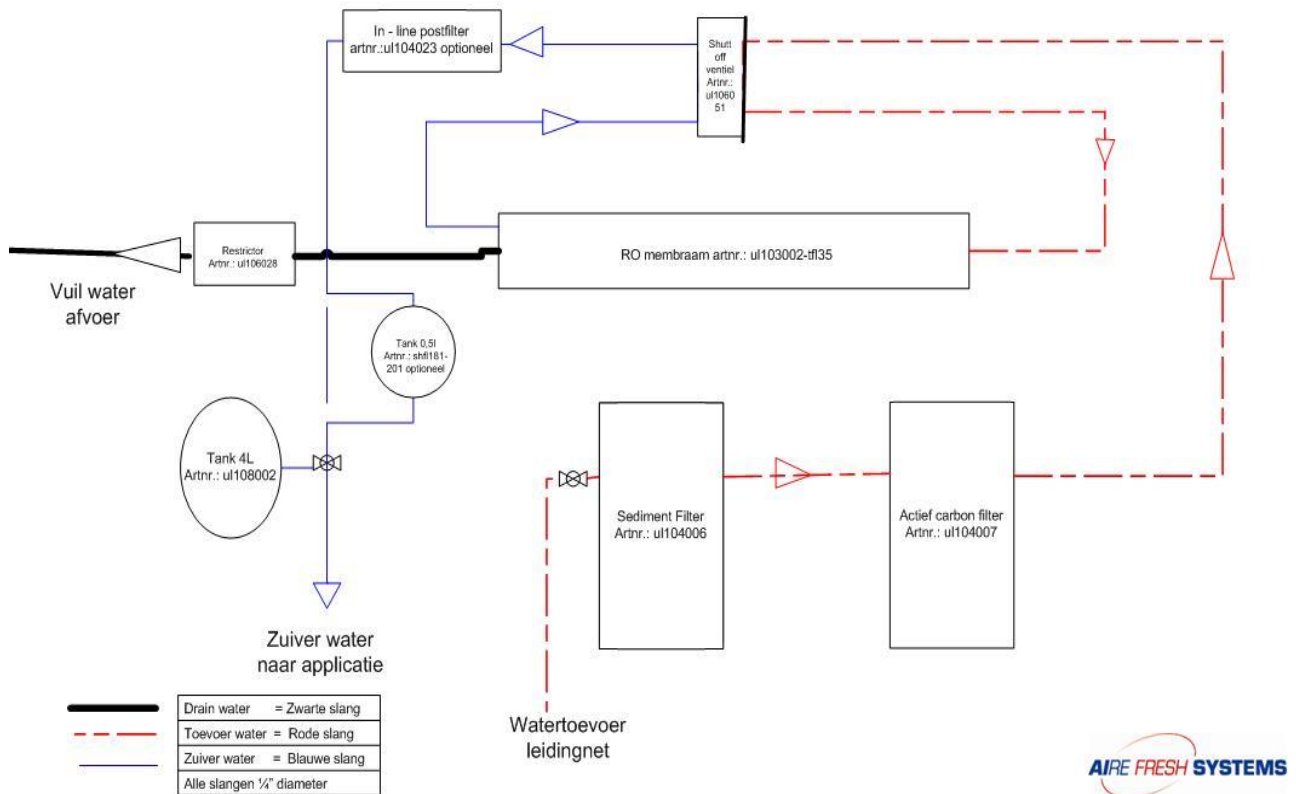 In - line postfilter
artnr.:ul104023 optioneel
Shutt
off
ventiel
Artnr.:
ul1060
51
Restrictor
Artnr.: ul106028
RO membraam artnr.: ul103002-tfl35
Vuil water
afvoer
Tank 0,5l
Artnr.: shfl181-
201 optioneel
Tank 4L
Artnr.: ul108002
Sediment Filter
Artnr.: ul104006
Actief carbon filter
Artnr.: ul104007
Zuiver water
naar applicatie
Watertoevoer
leidingnet
Drain water = Zwarte slang
Toevoer water = Rode slang
Zuiver water = Blauwe slang
Alle slangen ¼" diameter
AIRE FRESH SYSTEMS